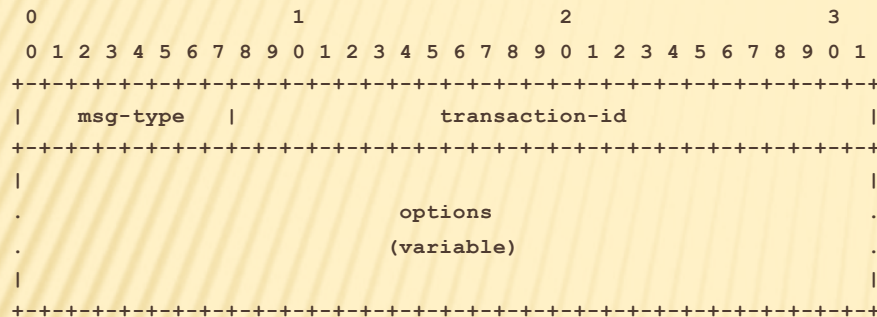 0                   1                   2                   3
 0 1 2 3 4 5 6 7 8 9 0 1 2 3 4 5 6 7 8 9 0 1 2 3 4 5 6 7 8 9 0 1
+-+-+-+-+-+-+-+-+-+-+-+-+-+-+-+-+-+-+-+-+-+-+-+-+-+-+-+-+-+-+-+-+
|    msg-type   |               transaction-id                  |
+-+-+-+-+-+-+-+-+-+-+-+-+-+-+-+-+-+-+-+-+-+-+-+-+-+-+-+-+-+-+-+-+
|                                                               |
.                            options                            .
.                           (variable)                          .
|                                                               |
+-+-+-+-+-+-+-+-+-+-+-+-+-+-+-+-+-+-+-+-+-+-+-+-+-+-+-+-+-+-+-+-+